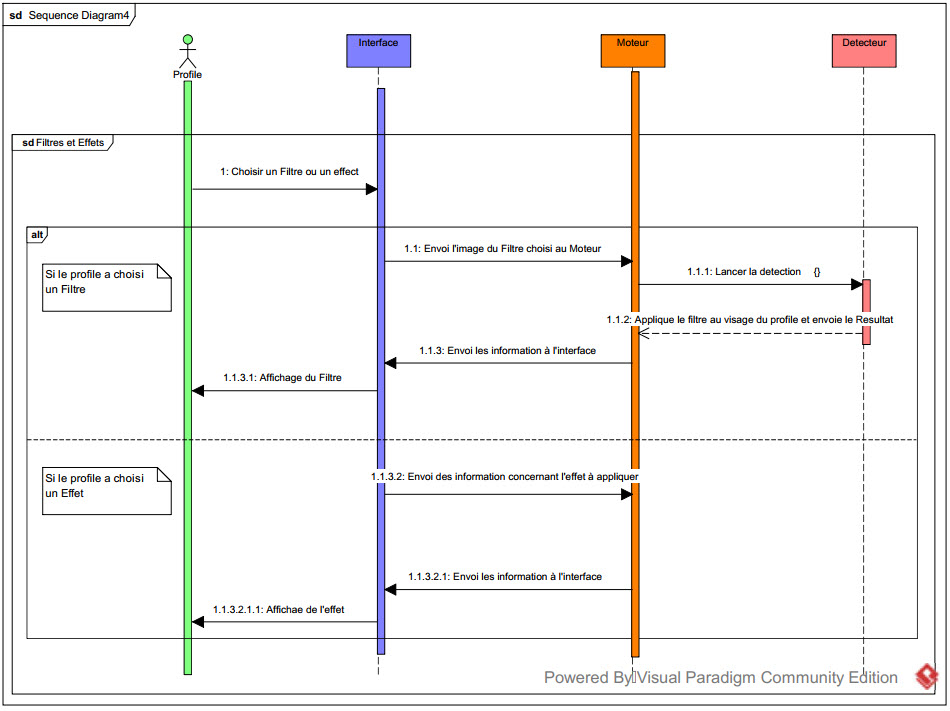 sd Sequence Diagram4
Interface
Moteur
Detecteur
Profile
sd Filtres et Effets
1: Choisir un Filtre ou un effect
alt
1.1: Envoi l'image du Filtre choisi au Moteur
Si le profile a choisi
un Filtre
1.1.1: Lancer la detection {}
1.1.2: Applique le filtre au visage du profile et envoie le Resultat
1.1.3: Envoi les information à l'interface
1.1.3.1: Affichage du Filtre
Si le profile a choisi
un Effet
1.1.3.2: Envoi des information concernant l'effet à appliquer
1.1.3.2.1: Envoi les information à l'interface
1.1.3.2.1.1: Affichae de l'effet
Powered By Visual Paradigm Community Edition